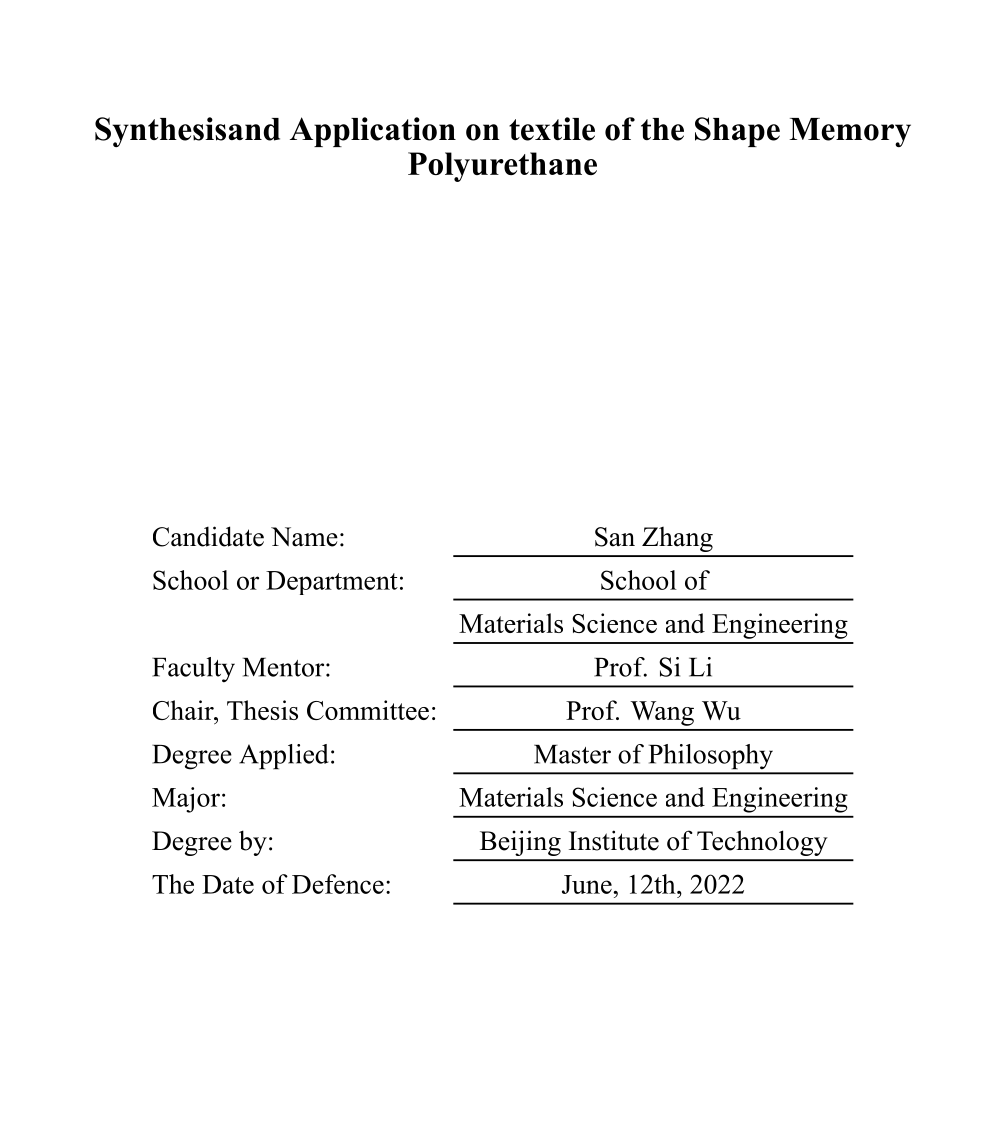 Synthesisand Application on textile of the Shape Memory
Polyurethane
Candidate Name: San Zhang
School or Department: School of
Materials Science and Engineering
Faculty Mentor: Prof. Si Li
Chair, Thesis Committee: Prof. Wang Wu
Degree Applied: Master of Philosophy
Major: Materials Science and Engineering
Degree by: Beijing Institute of Technology
The Date of Defence: June, 12th, 2022